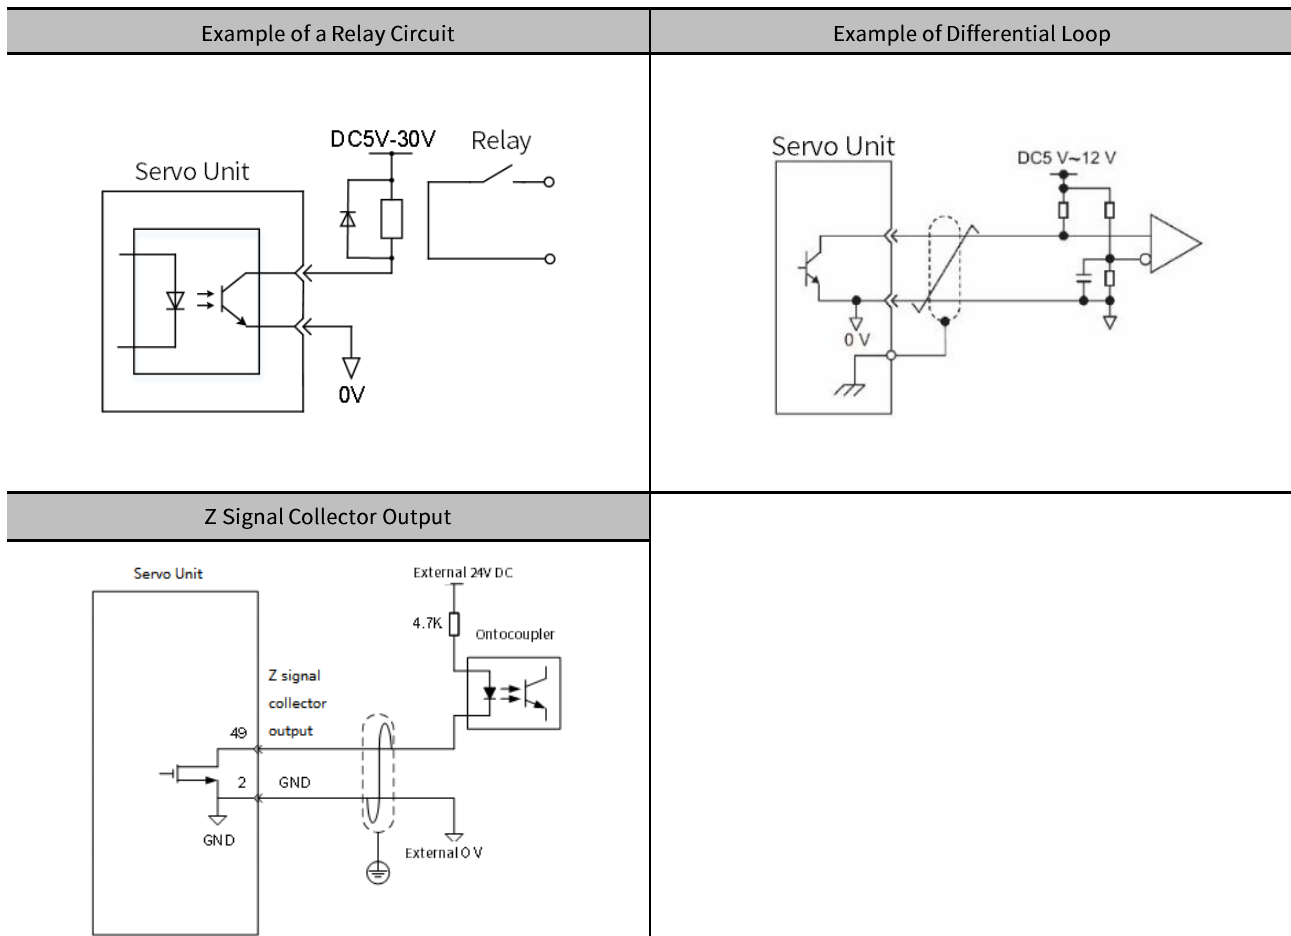 Example of a Relay Circuit
Example of Differential Loop
DC5V-30V
Relay
Servo Unit
0V
Servo Unit
DC5 V~12 V
0 V
Z Signal Collector Output
Servo Unit
External 24V DC
4.7K
Ontocoupler
Z signal
collector
output
49
2
GND
GND
External O V